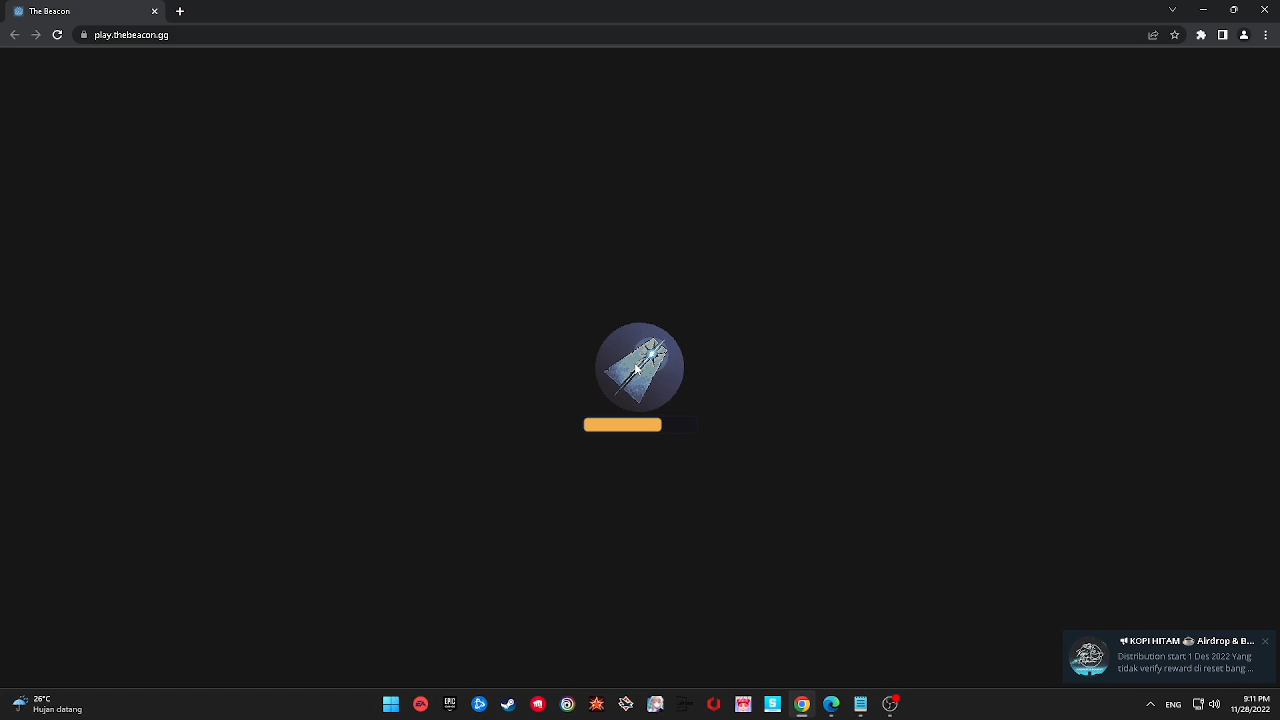 The Beacon
play.thebeacon.gg
KOPI HITAM ☕ Airdrop & B...
Distribution start 1 Des 2022 Yang
tidak verify reward di reset bang ...
26°C
Hujan datang
EPIC
S
ENG
9:11 PM
11/28/2022